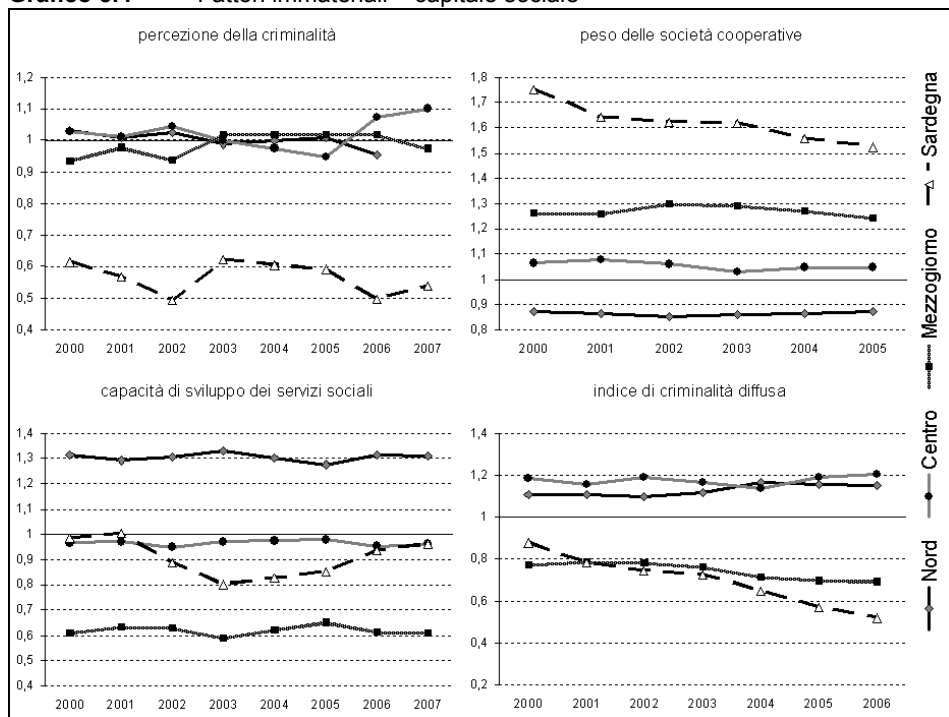 Grafico
Fattori immateriali – capitale sociale
percezione della criminalità
1,2
1,1
1
0,9
0,8
0,7
0,6
0,5
0,4
2000 2001 2002 2003 2004 2005 2006 2007
peso delle società cooperative
1,8
1,7
1,6
1,5
1,4
1,3
1,2
1,1
1
0,9
0,8
2000 2001 2002 2003 2004 2005
capacità di sviluppo dei servizi sociali
1,4
1,3
1,2
1,1
1
0,9
0,8
0,7
0,6
0,5
0,4
2000 2001 2002 2003 2004 2005 2006 2007
indice di criminalità diffusa
1,4
1,2
1
0,8
0,6
0,4
0,2
2000 2001 2002 2003 2004 2005 2006
Nord
Centro
Mezzogiorno
Sardegna